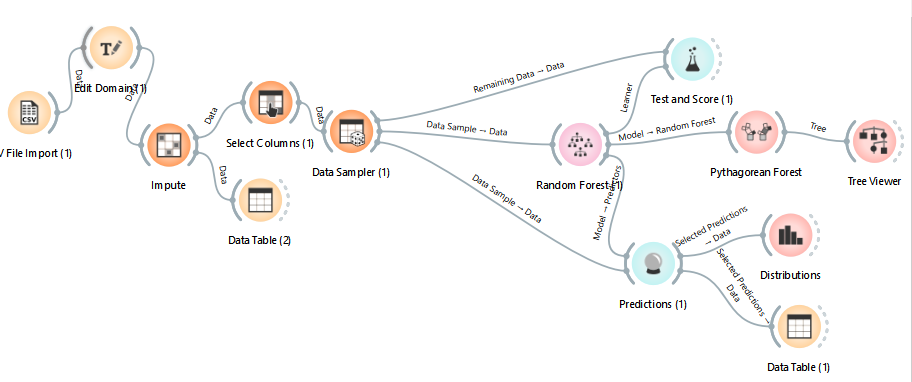 CSV
V File Import (1)
Data
Edit Domain (1)
Data
Impute
Data
Data
Select Columns (1)
Data Table (2)
Data
Data Sampler (1)
Remaining Data → Data
Data Sample → Data
Data Sample → Data
Random Forest (1)
Learner
Model → Random Forest
Model → Predictors
Test and Score (1)
Pythagorean Forest
Tree
Tree Viewer
Predictions (1)
Selected Predictions
→ Data
Selected Predictions →
Data
Distributions
Data Table (1)